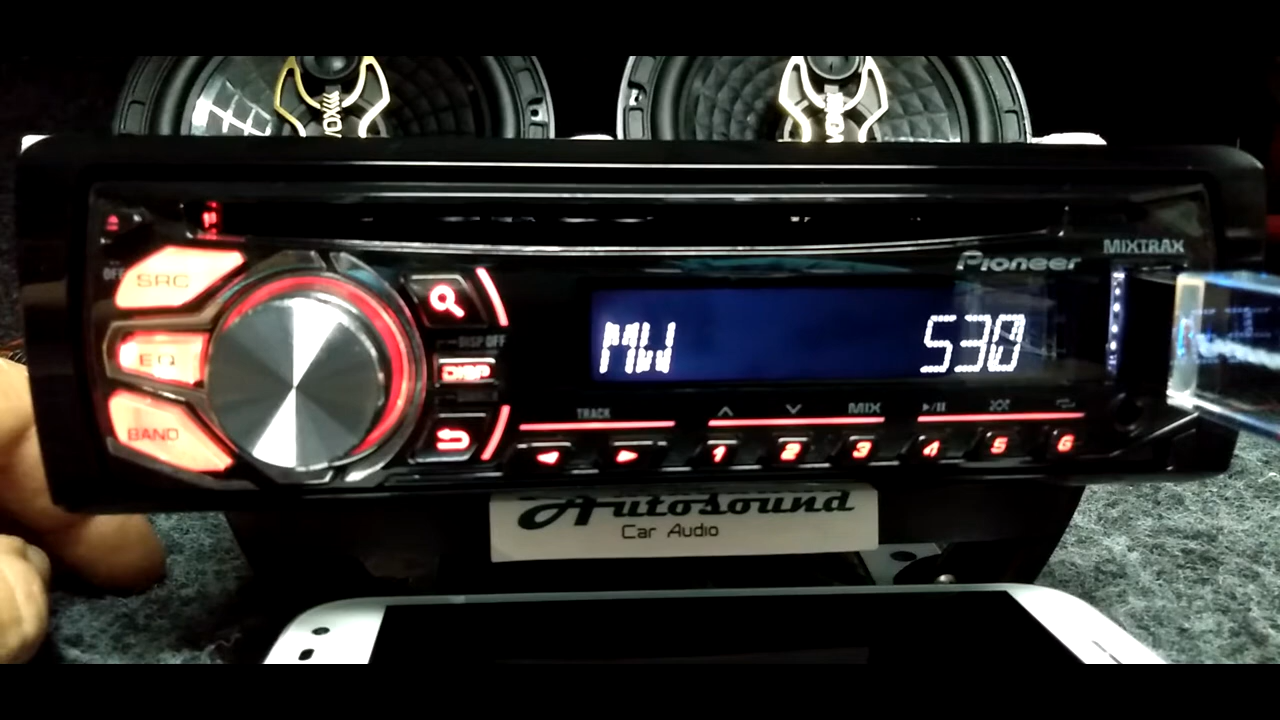 MIXTRAX
Pioneer
OFF
SRC
EQ
BAND
DISP OFF
DISP
MW 530
TRACK
MIX
1 2 3 4 5 6
Autosound
Car Audio